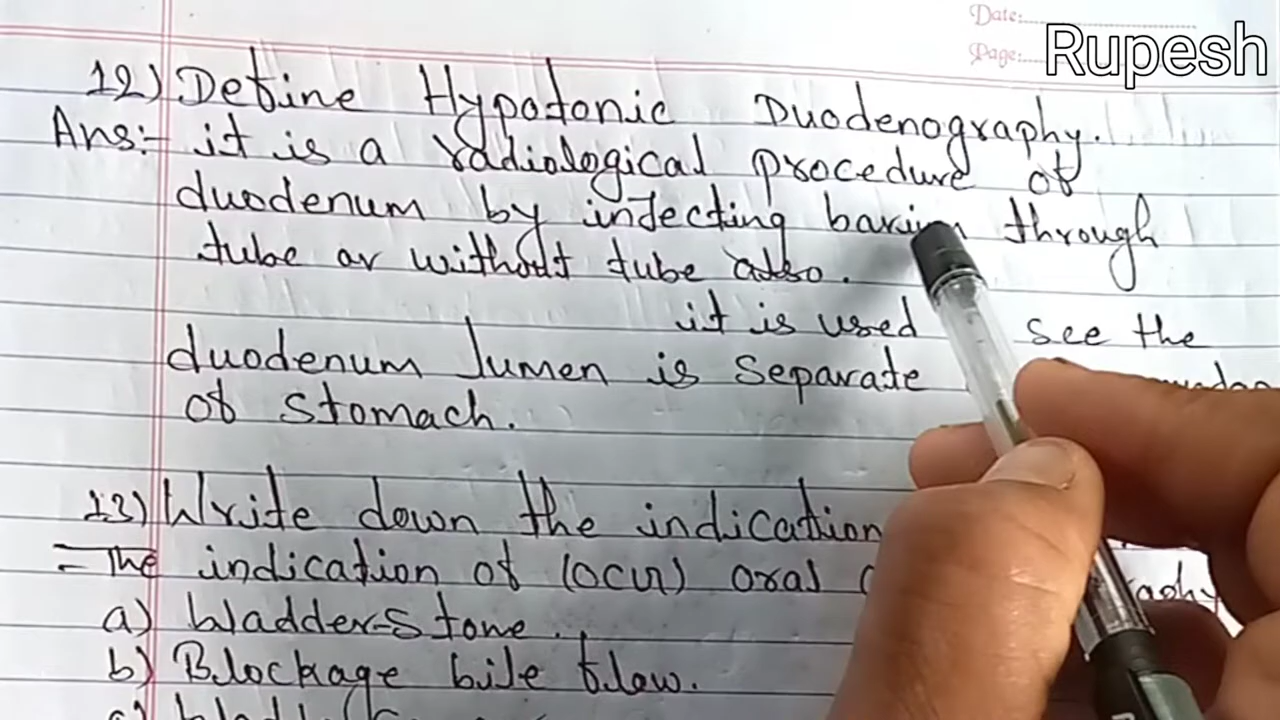 Date:
Page:
Rupesh
12) Define Hypotonic Duodenography.
Ans:- it is a radiological procedure of
duodenum by injecting barium through
tube or without tube also.
it is used see the
duodenum lumen is separate
of stomach.
13) Write down the indication
- The indication of (OCG) oral
a) bladder-stone.
b) Blockage bile flow.